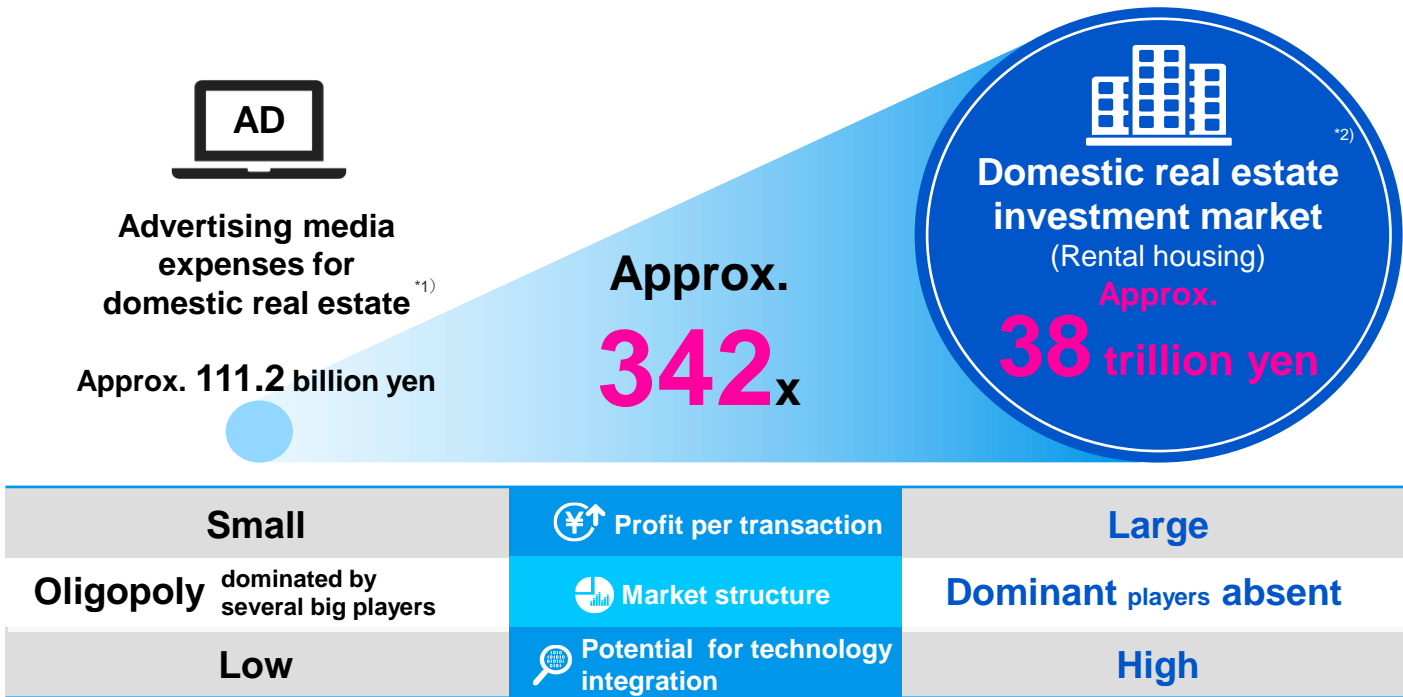 AD
Advertising media
expenses for
domestic real estate *1)
Approx. 111.2 billion yen
Approx.
342x
*2)
Domestic real estate
investment market
(Rental housing)
Approx.
38 trillion yen
Small
¥ Profit per transaction
Large
Oligopoly dominated by
several big players
Market structure
Dominant players absent
Low
Potential for technology
integration
High